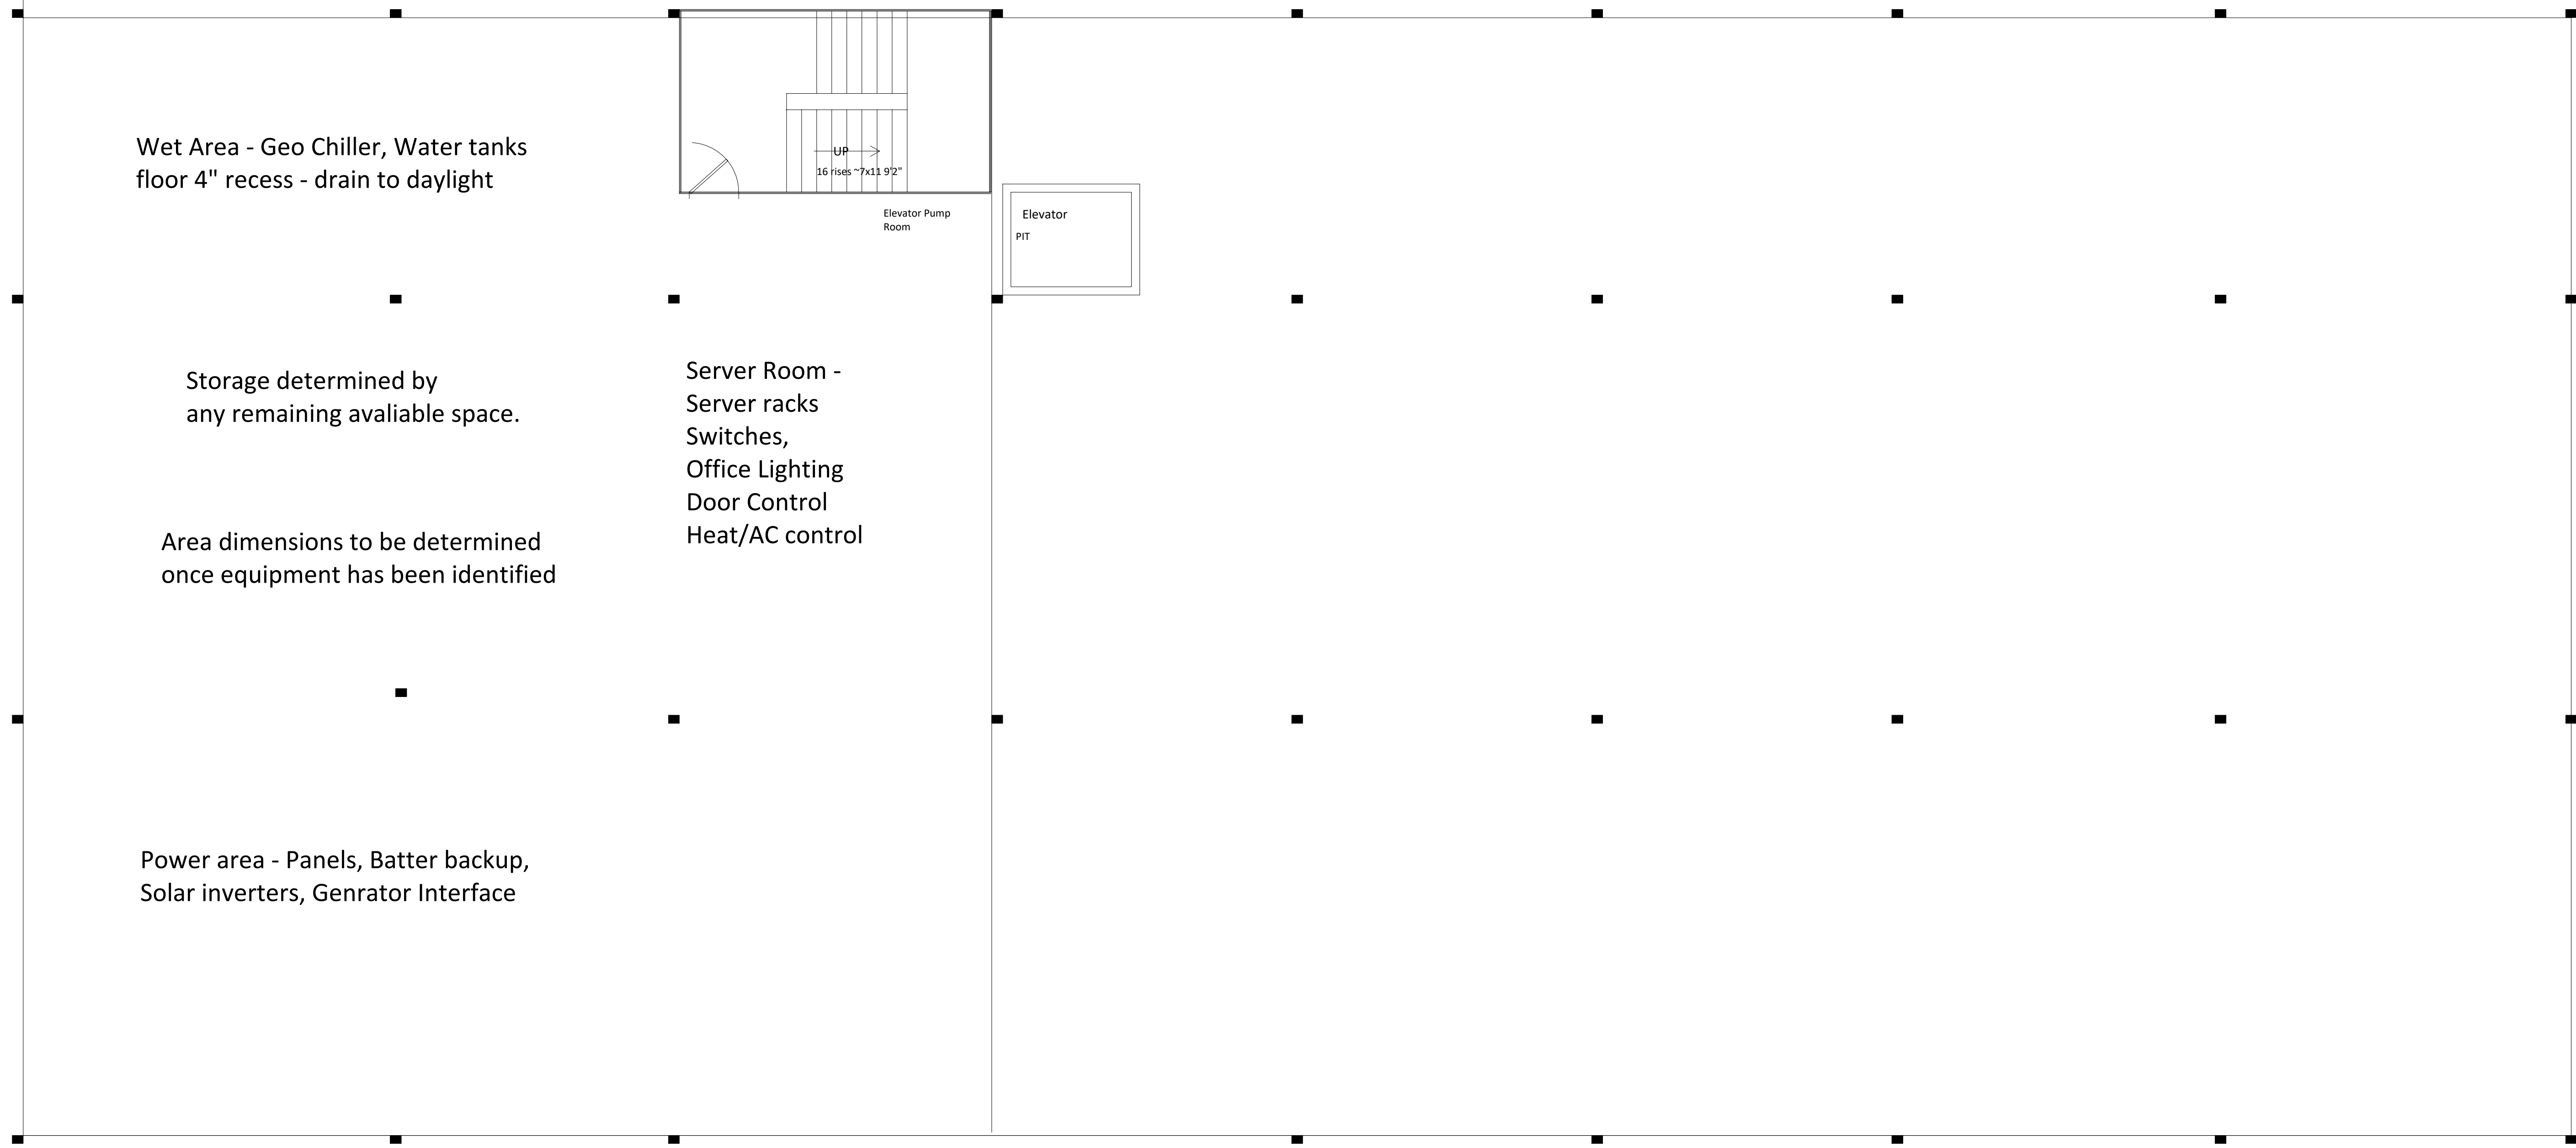 Wet Area - Geo Chiller, Water tanks
floor 4" recess - drain to daylight
UP
16 rises ~7x11 9'2"
Elevator Pump
Room
Elevator
PIT
Storage determined by
any remaining avaliable space.
Server Room -
Server racks
Switches,
Office Lighting
Door Control
Heat/AC control
Area dimensions to be determined
once equipment has been identified
Power area - Panels, Batter backup,
Solar inverters, Genrator Interface